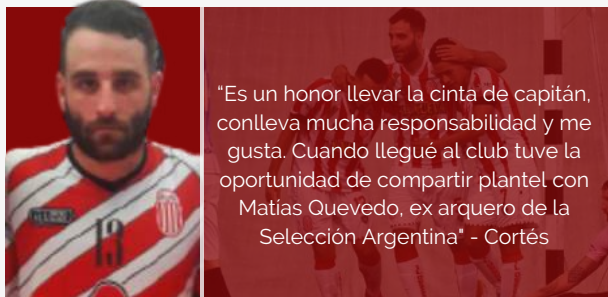 “Es un honor llevar la cinta de capitán,
conlleva mucha responsabilidad y me
gusta. Cuando llegué al club tuve la
oportunidad de compartir plantel con
Matías Quevedo, ex arquero de la
Selección Argentina" - Cortés
13